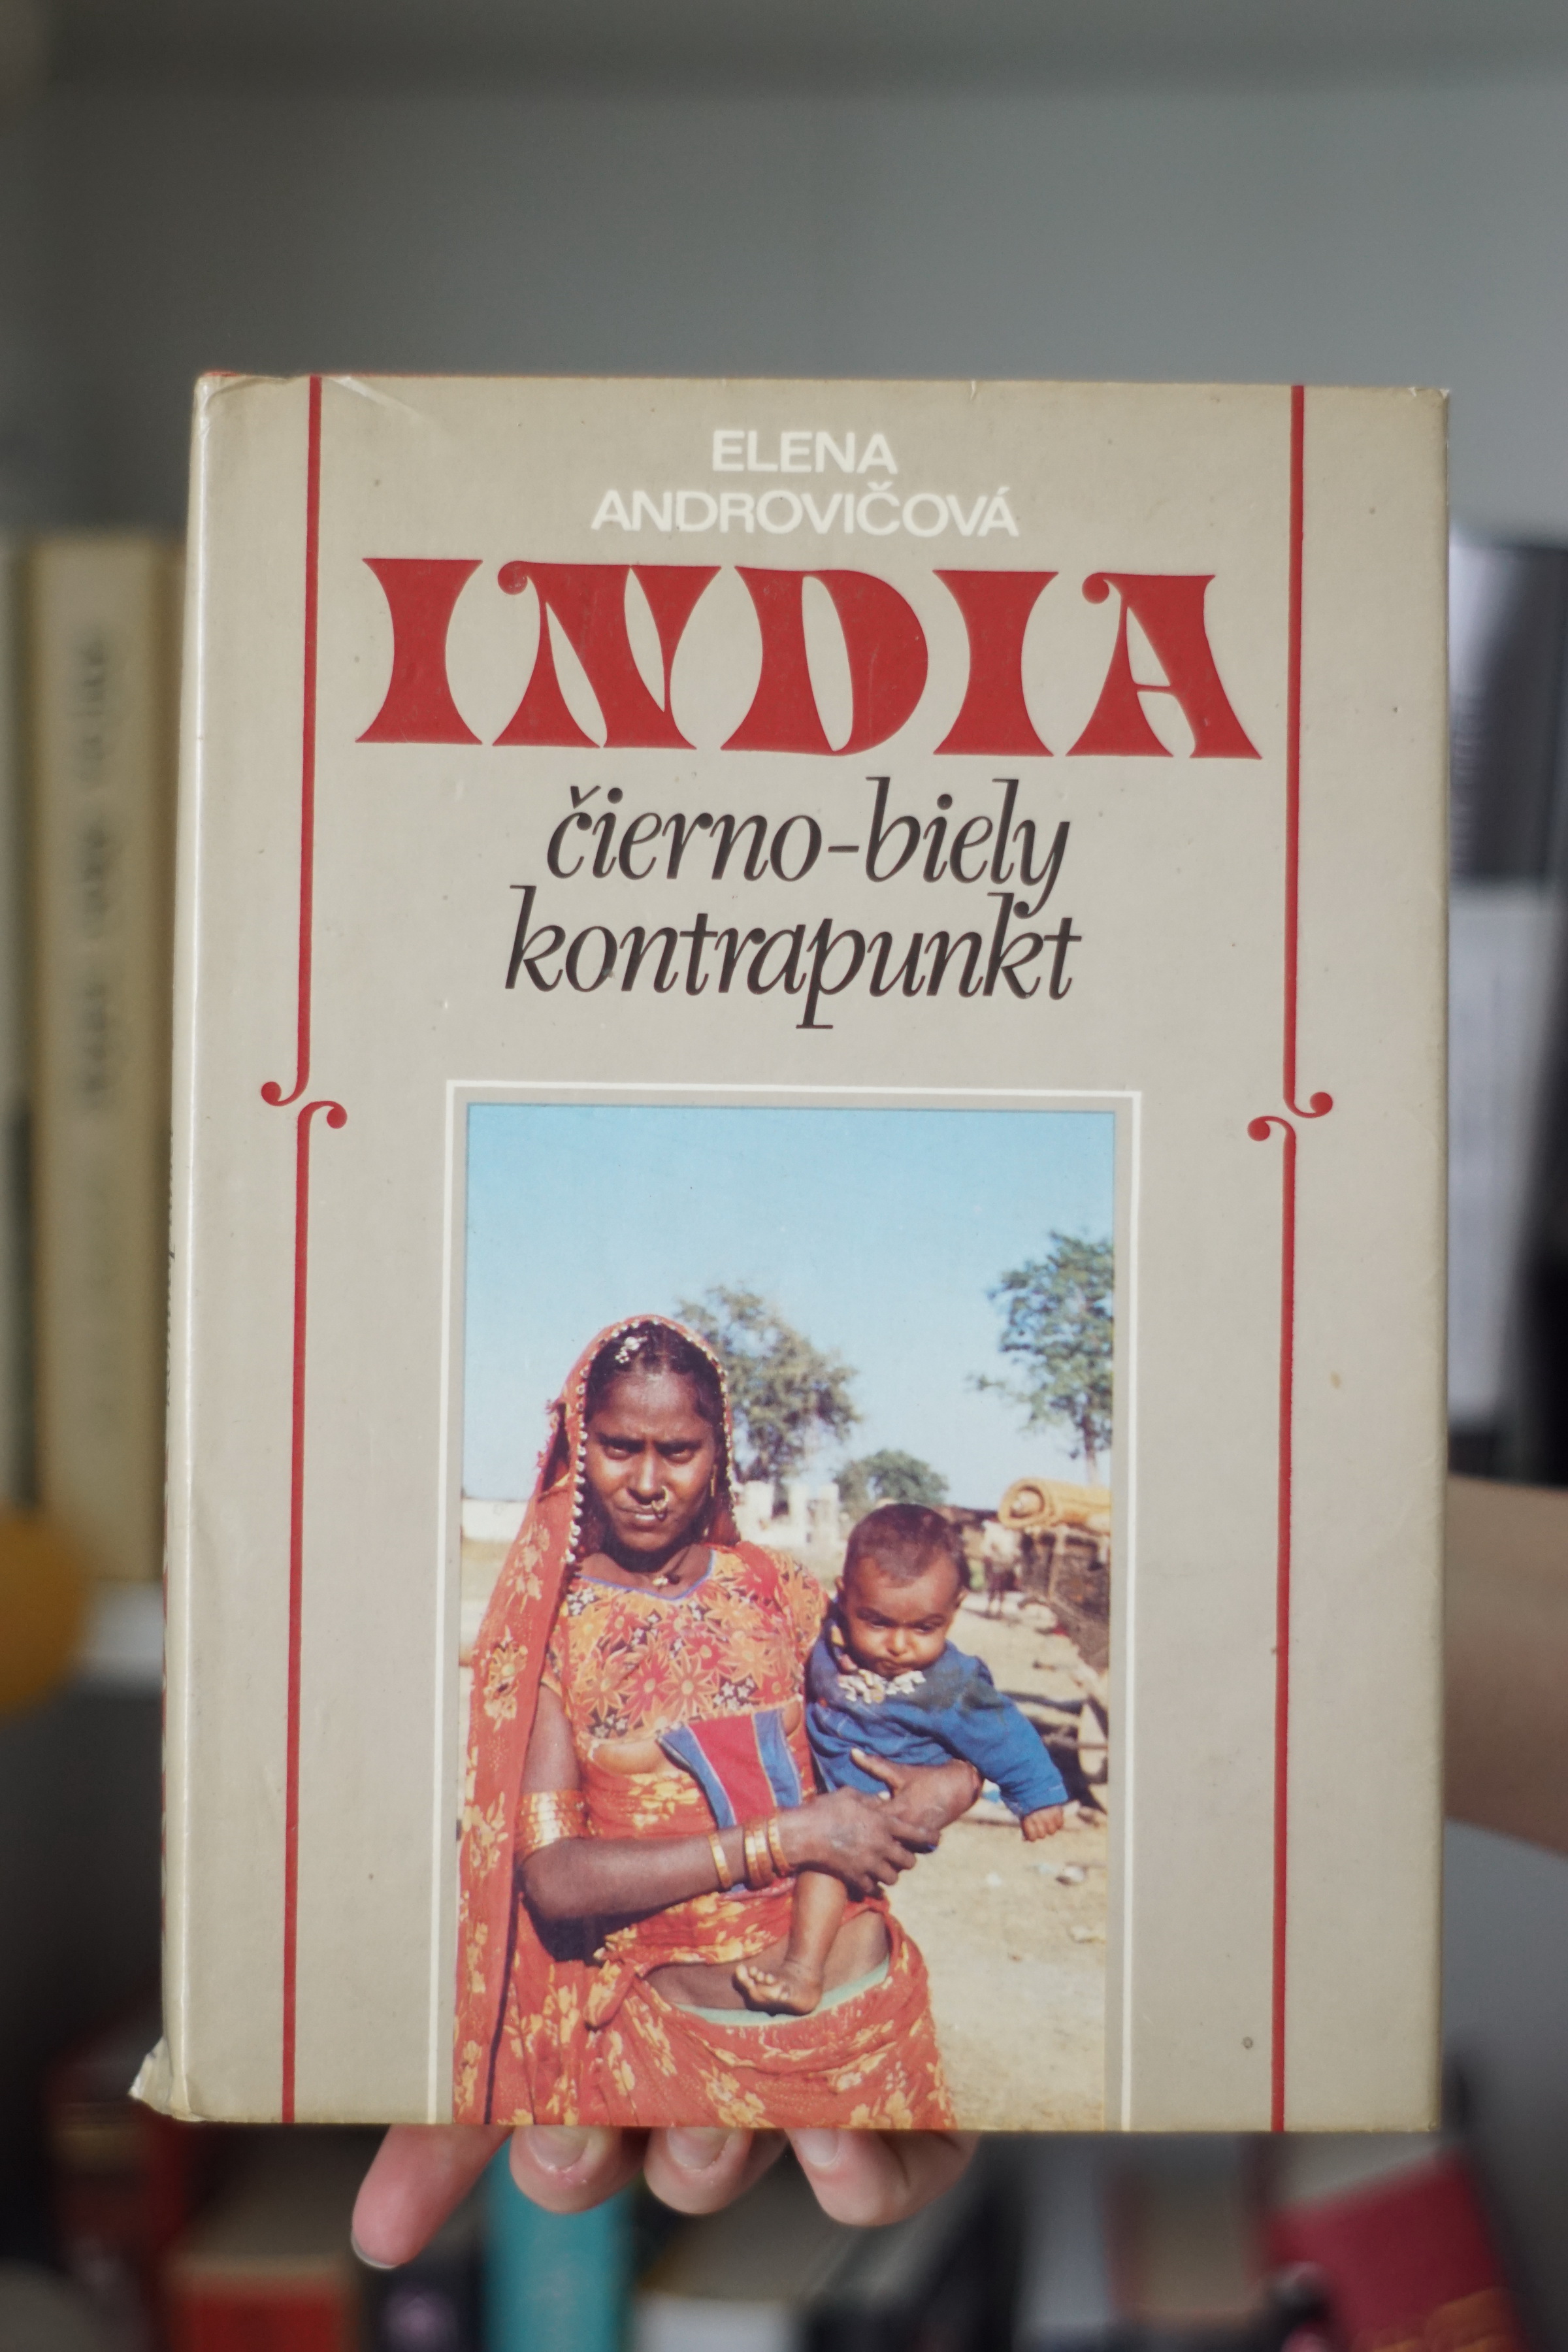 ELENA
ANDROVIČOVÁ
INDIA
čierno-biely
kontrapunkt